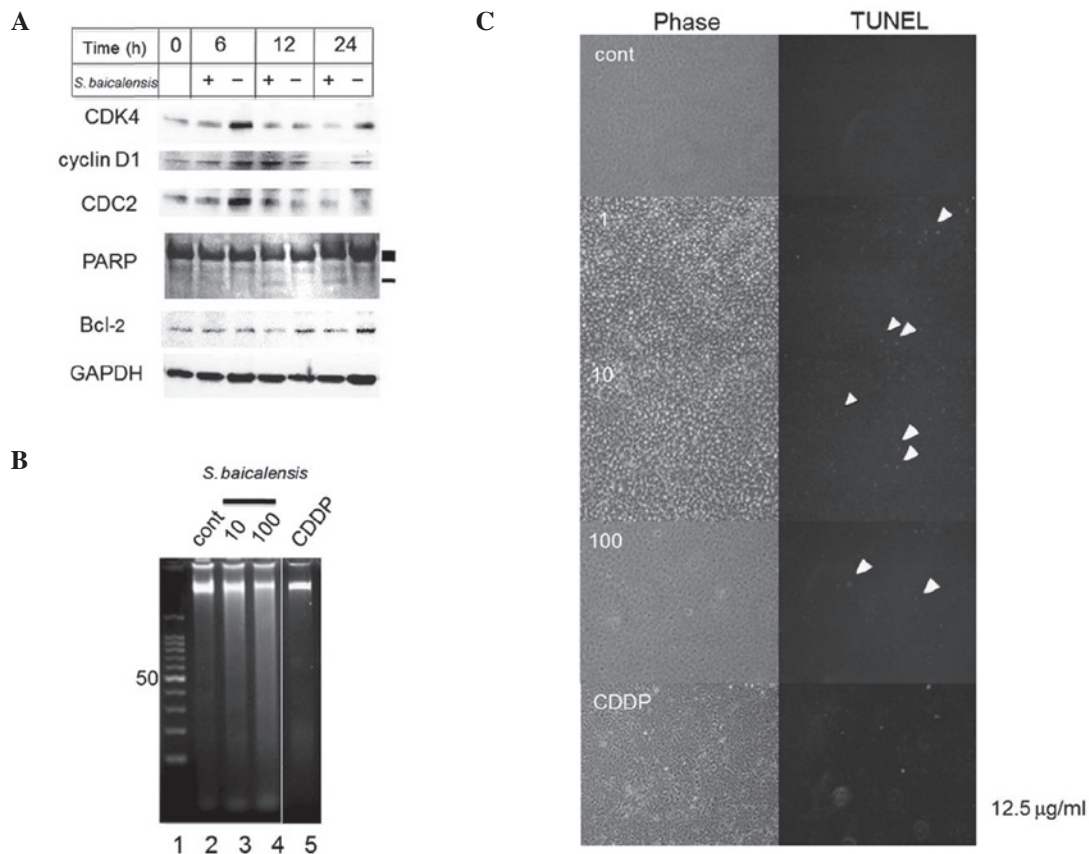 A
Time (h) 0 6 12 24
S. baicalensis + − + − + −
CDK4
cyclin D1
CDC2
PARP
Bcl-2
GAPDH
B
S. baicalensis
cont 10 100 CDDP
50
1 2 3 4 5
C
Phase TUNEL
cont
1
10
100
CDDP
12.5 μg/ml